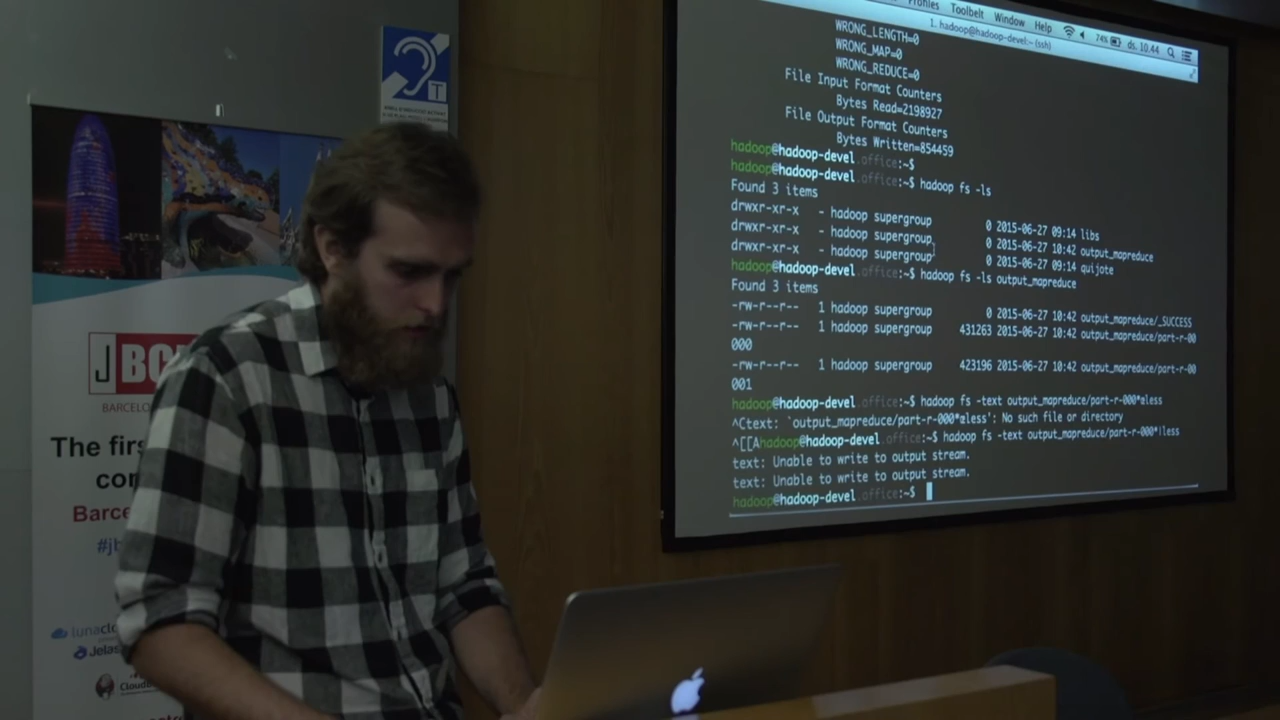 T
JBC
BARCELO
The firs
con
Barce
#jb
lunaclo
Jelas
Cloud
Profiles Toolbelt Window Help 74% ds. 10.44
1. hadoop@hadoop-devel:~ (ssh)
WRONG_LENGTH=0
WRONG_MAP=0
WRONG_REDUCE=0
File Input Format Counters
Bytes Read=2198927
File Output Format Counters
Bytes Written=854459
hadoop@hadoop-devel.office:~$
hadoop@hadoop-devel.office:~$ hadoop fs -ls
Found 3 items
drwxr-xr-x - hadoop supergroup 0 2015-06-27 09:14 libs
drwxr-xr-x - hadoop supergroup 0 2015-06-27 10:42 output_mapreduce
drwxr-xr-x - hadoop supergroup 0 2015-06-27 09:14 quijote
hadoop@hadoop-devel.office:~$ hadoop fs -ls output_mapreduce
Found 3 items
-rw-r--r-- 1 hadoop supergroup 0 2015-06-27 10:42 output_mapreduce/_SUCCESS
-rw-r--r-- 1 hadoop supergroup 431263 2015-06-27 10:42 output_mapreduce/part-r-00
000
-rw-r--r-- 1 hadoop supergroup 423196 2015-06-27 10:42 output_mapreduce/part-r-00
001
hadoop@hadoop-devel.office:~$ hadoop fs -text output_mapreduce/part-r-000*œless
^Ctext: `output_mapreduce/part-r-000*œless': No such file or directory
^[[Ahadoop@hadoop-devel.office:~$ hadoop fs -text output_mapreduce/part-r-000*|less
text: Unable to write to output stream.
text: Unable to write to output stream.
hadoop@hadoop-devel.office:~$